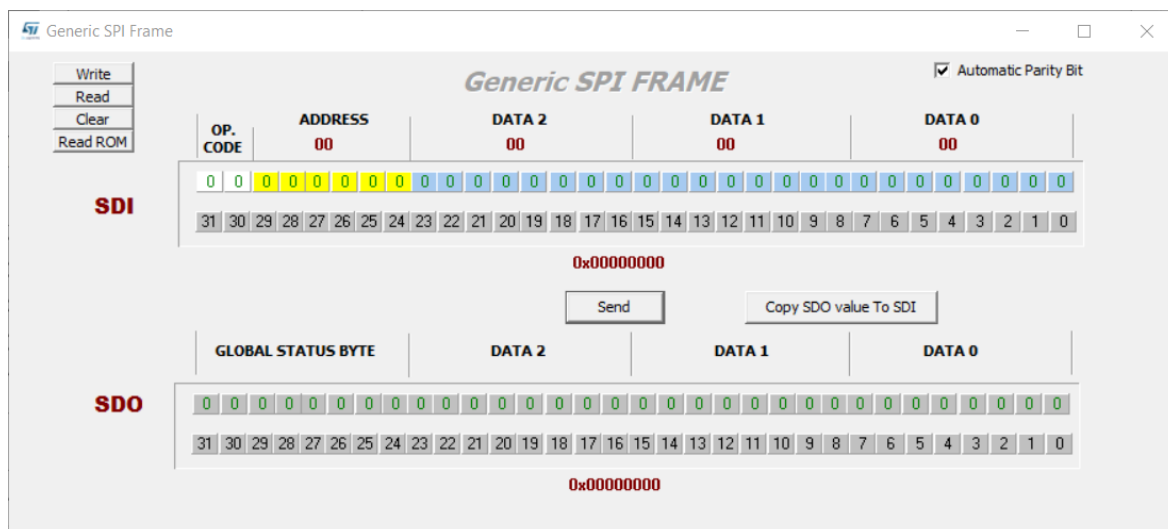 Generic SPI Frame
Write
Read
Clear
Read ROM
Generic SPI FRAME
Automatic Parity Bit
OP. CODE ADDRESS DATA 2 DATA 1 DATA 0
00 00 00 00
SDI
0 0 0 0 0 0 0 0 0 0 0 0 0 0 0 0 0 0 0 0 0 0 0 0 0 0 0 0 0 0 0 0
31 30 29 28 27 26 25 24 23 22 21 20 19 18 17 16 15 14 13 12 11 10 9 8 7 6 5 4 3 2 1 0
0x00000000
Send Copy SDO value To SDI
GLOBAL STATUS BYTE DATA 2 DATA 1 DATA 0
SDO
0 0 0 0 0 0 0 0 0 0 0 0 0 0 0 0 0 0 0 0 0 0 0 0 0 0 0 0 0 0 0 0
31 30 29 28 27 26 25 24 23 22 21 20 19 18 17 16 15 14 13 12 11 10 9 8 7 6 5 4 3 2 1 0
0x00000000